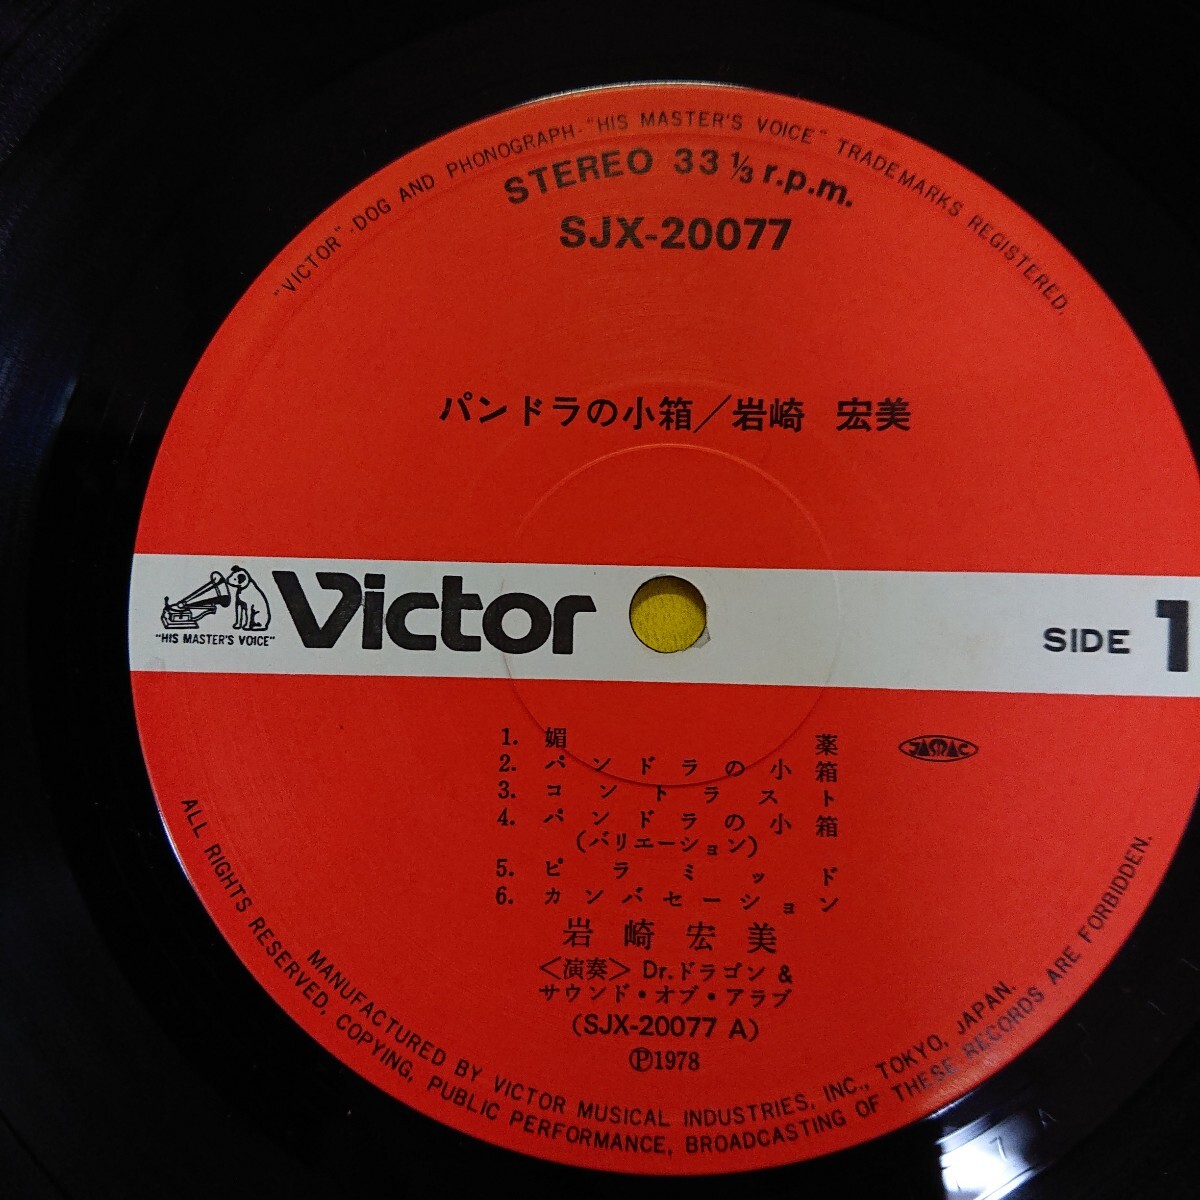 "VICTOR"-DOG AND PHONOGRAPH-"HIS MASTER'S VOICE" TRADEMARKS REGISTERED.
STEREO 33 1/3 r.p.m.
SJX-20077
パンドラの小箱／岩崎 宏美
"HIS MASTER'S VOICE"
Victor
SIDE 1
1. 媚薬
2. パンドラの小箱
3. コントラスト
4. パンドラの小箱
(バリエーション)
5. ピラミッド
6. カンバセーション
JASRAC
岩崎宏美
〈演奏〉Dr.ドラゴン &
サウンド・オブ・アラブ
(SJX-20077 A)
Ⓟ1978
MANUFACTURED BY VICTOR MUSICAL INDUSTRIES, INC., TOKYO, JAPAN.
ALL RIGHTS RESERVED, COPYING, PUBLIC PERFORMANCE, BROADCASTING OF THESE RECORDS ARE FORBIDDEN.